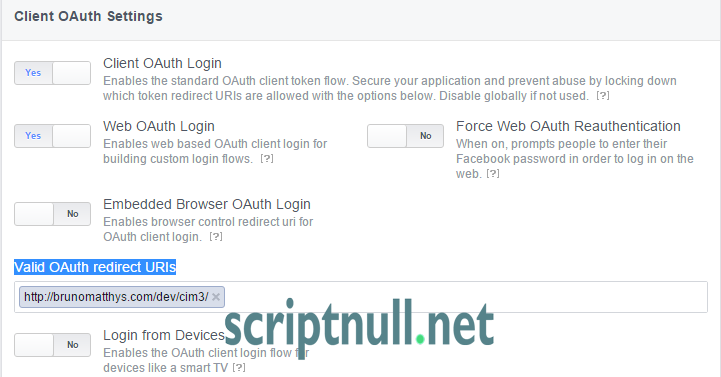 Client OAuth Settings
Yes
Client OAuth Login
Enables the standard OAuth client token flow. Secure your application and prevent abuse by locking down
which token redirect URIs are allowed with the options below. Disable globally if not used. [?]
Yes
Web OAuth Login
Enables web based OAuth client login for
building custom login flows. [?]
No
Force Web OAuth Reauthentication
When on, prompts people to enter their
Facebook password in order to log in on the
web. [?]
No
Embedded Browser OAuth Login
Enables browser control redirect uri for
OAuth client login. [?]
Valid OAuth redirect URIs
http://brunomatthys.com/dev/cim3/ ×
scriptnull.net
No
Login from Devices
Enables the OAuth client login flow for
devices like a smart TV [?]